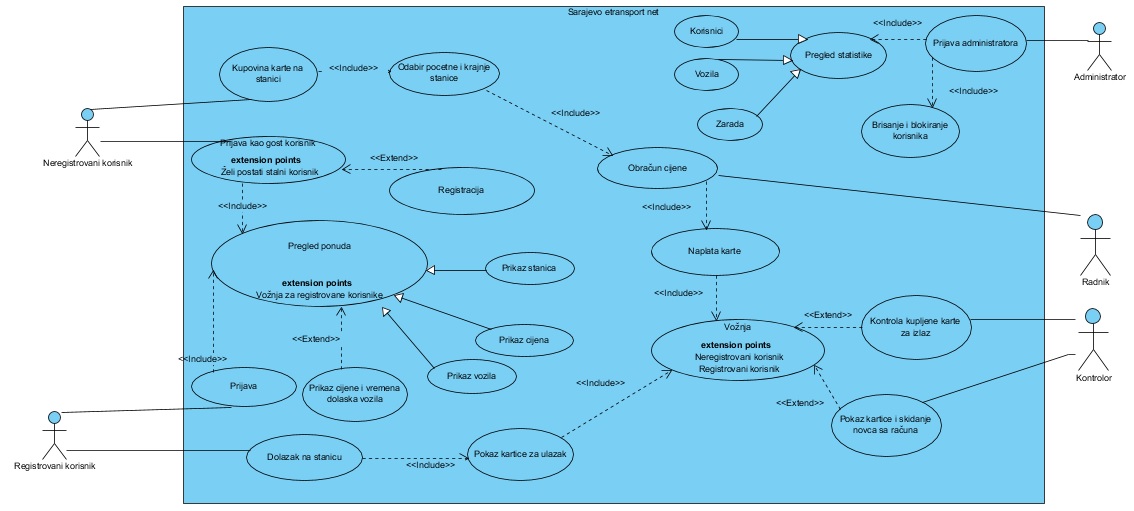 Sarajevo etransport net
Korisnici
<<Include>>
Prijava administratora
Pregled statistike
Administrator
Kupovina karte na
stanici
<<Include>>
Odabir pocetne i krajnje
stanice
Vozila
<<Include>>
<<Include>>
Zarada
Brisanje i blokiranje
korisnika
Neregistrovani korisnik
Prijava kao gost korisnik
extension points
Želi postati stalni korisnik
<<Extend>>
Registracija
Obračun cijene
<<Include>>
<<Include>>
Pregled ponuda
extension points
Vožnja za registrovane korisnike
Prikaz stanica
Naplata karte
Radnik
<<Include>>
Prikaz cijena
<<Extend>>
Vožnja
extension points
Neregistrovani korisnik
Registrovani korisnik
<<Extend>>
Kontrola kupljene karte
za izlaz
Kontrolor
<<Include>>
Prijava
Prikaz cijene i vremena
dolaska vozila
Prikaz vozila
<<Include>>
<<Extend>>
Pokaz kartice i skidanje
novca sa računa
Registrovani korisnik
Dolazak na stanicu
<<Include>>
Pokaz kartice za ulazak